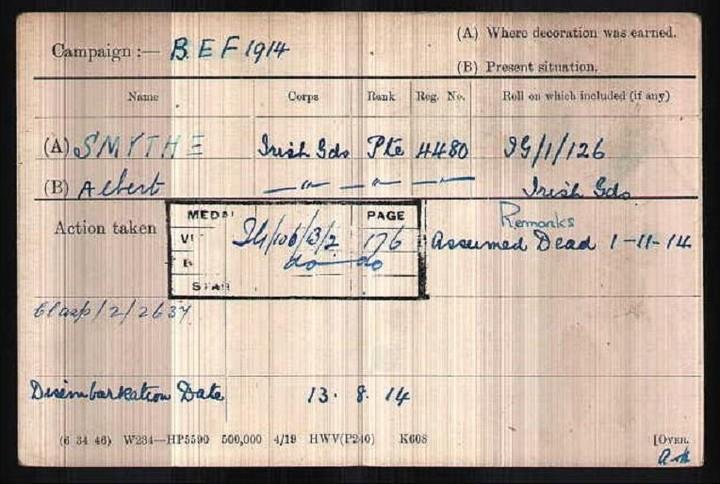 (A) Where decoration was earned.
Campaign :— B.E.F 1914
(B) Present situation.
Name Corps Rank Reg. No. Roll on which included (if any)
(A) SMYTHE Irish Gds Pte 4480 IG/1/126
(B) Albert —"— —"— —"— Irish Gds
Action taken
MEDAL PAGE
VI IG/106/B/2 176
B do do
STAR
Remarks
Assumed Dead 1-11-14
Clasp/2/2637
Disembarkation Date 13. 8. 14
(6 34 46) W234—HP5590 500,000 4/19 HWV(P240) K608
[OVER.